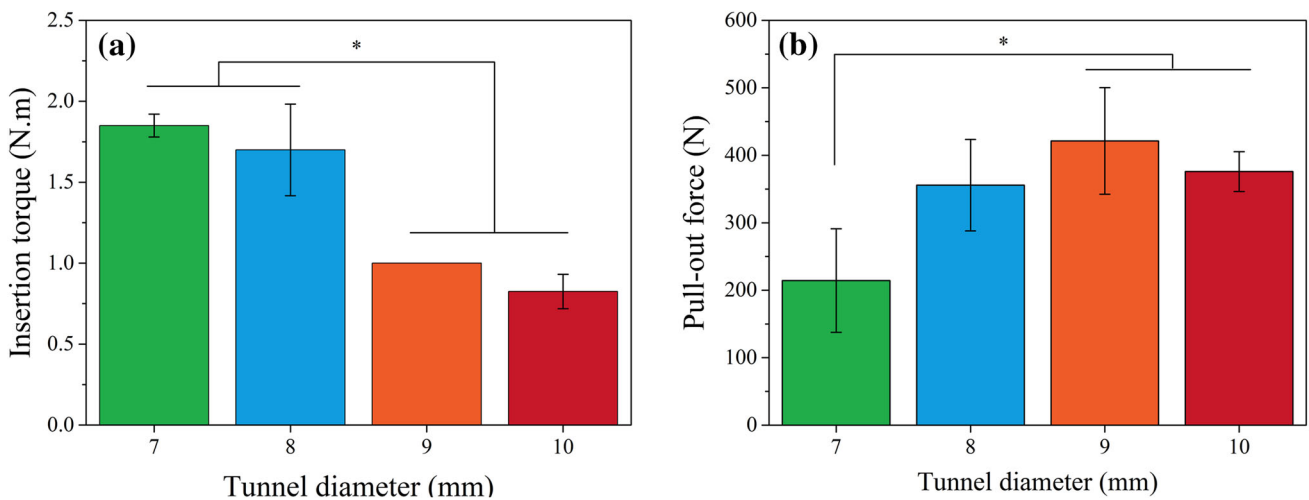 (a)
*
Insertion torque (N.m)
2.5
2.0
1.5
1.0
0.5
0.0
7 8 9 10
Tunnel diameter (mm)
(b)
*
Pull-out force (N)
600
500
400
300
200
100
0
7 8 9 10
Tunnel diameter (mm)